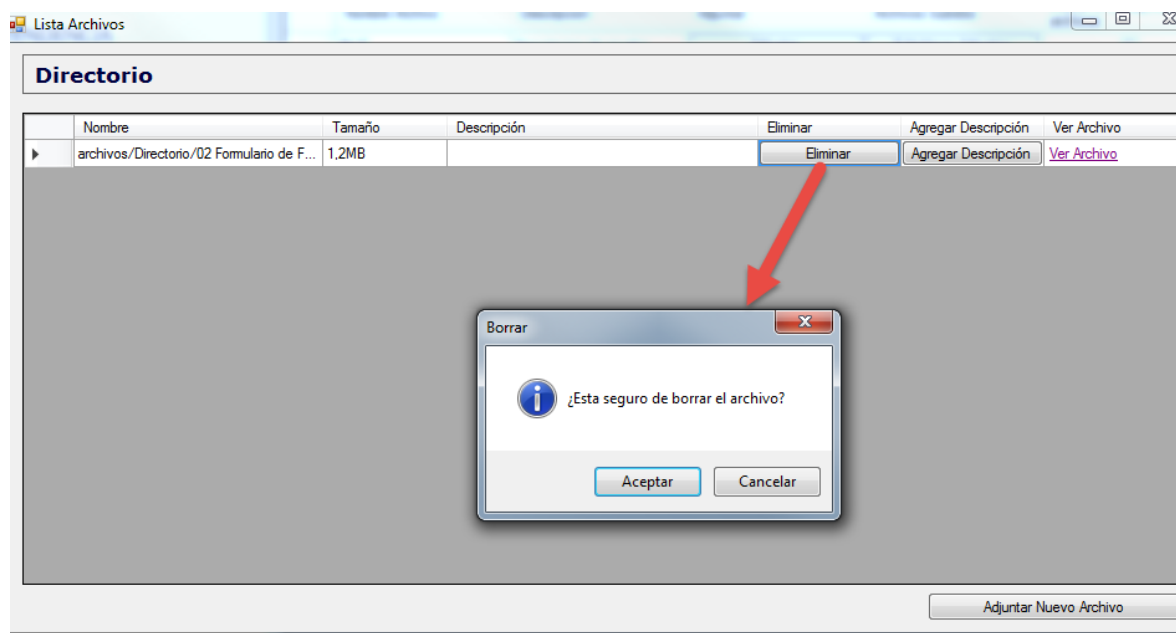 Lista Archivos
Directorio
Nombre Tamaño Descripción Eliminar Agregar Descripción Ver Archivo
archivos/Directorio/02 Formulario de F... 1,2MB Eliminar Agregar Descripción Ver Archivo
Borrar
¿Esta seguro de borrar el archivo?
Aceptar Cancelar
Adjuntar Nuevo Archivo